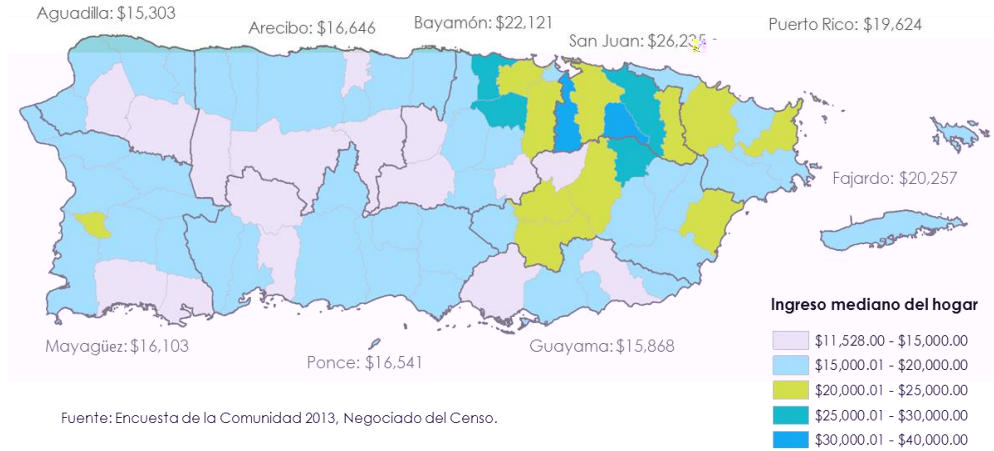 Aguadilla: $15,303
Arecibo: $16,646
Bayamón: $22,121
San Juan: $26,235
Puerto Rico: $19,624
Fajardo: $20,257
Mayagüez: $16,103
Ponce: $16,541
Guayama: $15,868
Ingreso mediano del hogar
$11,528.00 - $15,000.00
$15,000.01 - $20,000.00
$20,000.01 - $25,000.00
$25,000.01 - $30,000.00
$30,000.01 - $40,000.00
Fuente: Encuesta de la Comunidad 2013, Negociado del Censo.